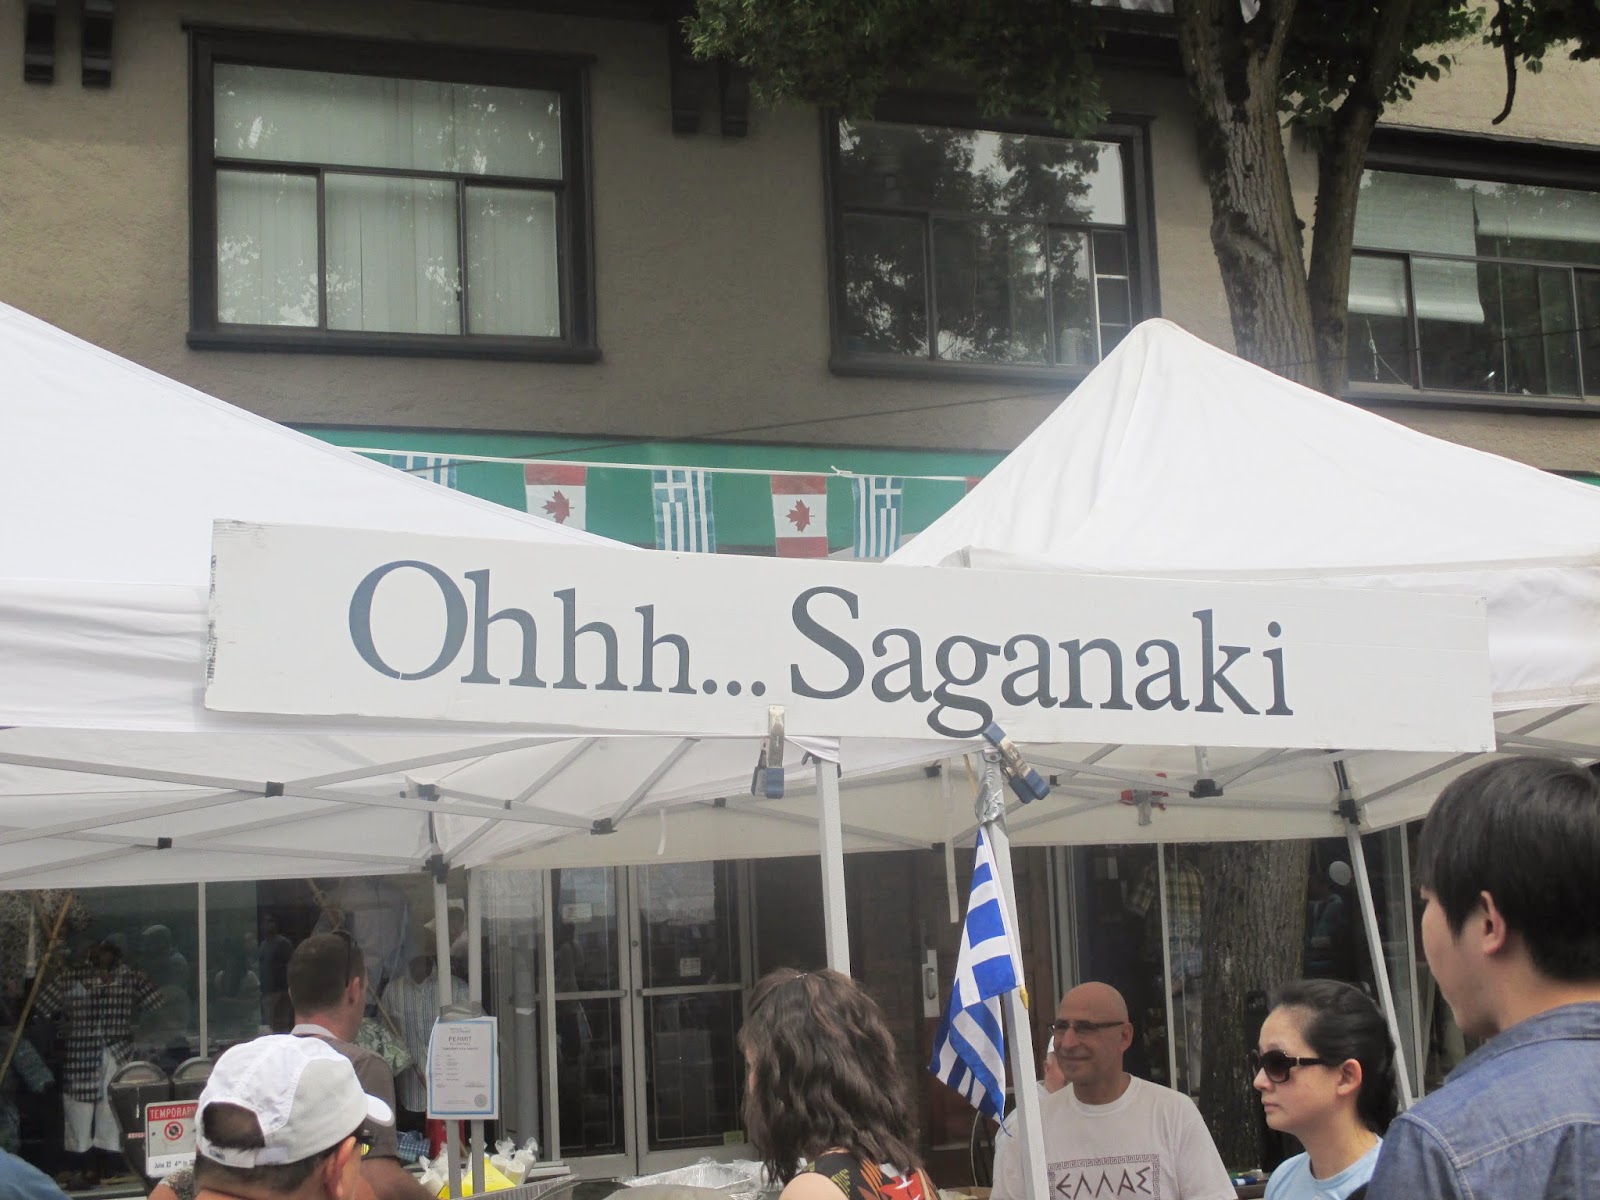 Ohhh... Saganaki
PERMIT
TEMPORARY
ΕΛΛΑΣ